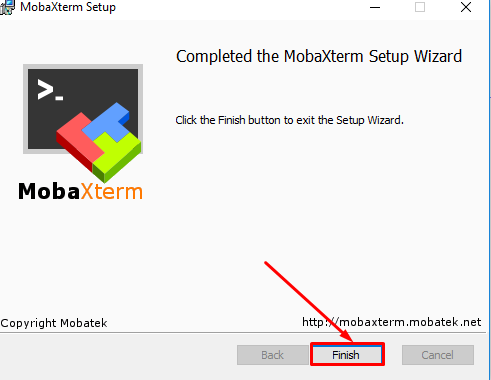 MobaXterm Setup
Completed the MobaXterm Setup Wizard
Click the Finish button to exit the Setup Wizard.
>_
MobaXterm
Copyright Mobatek
http://mobaxterm.mobatek.net
Back
Finish
Cancel